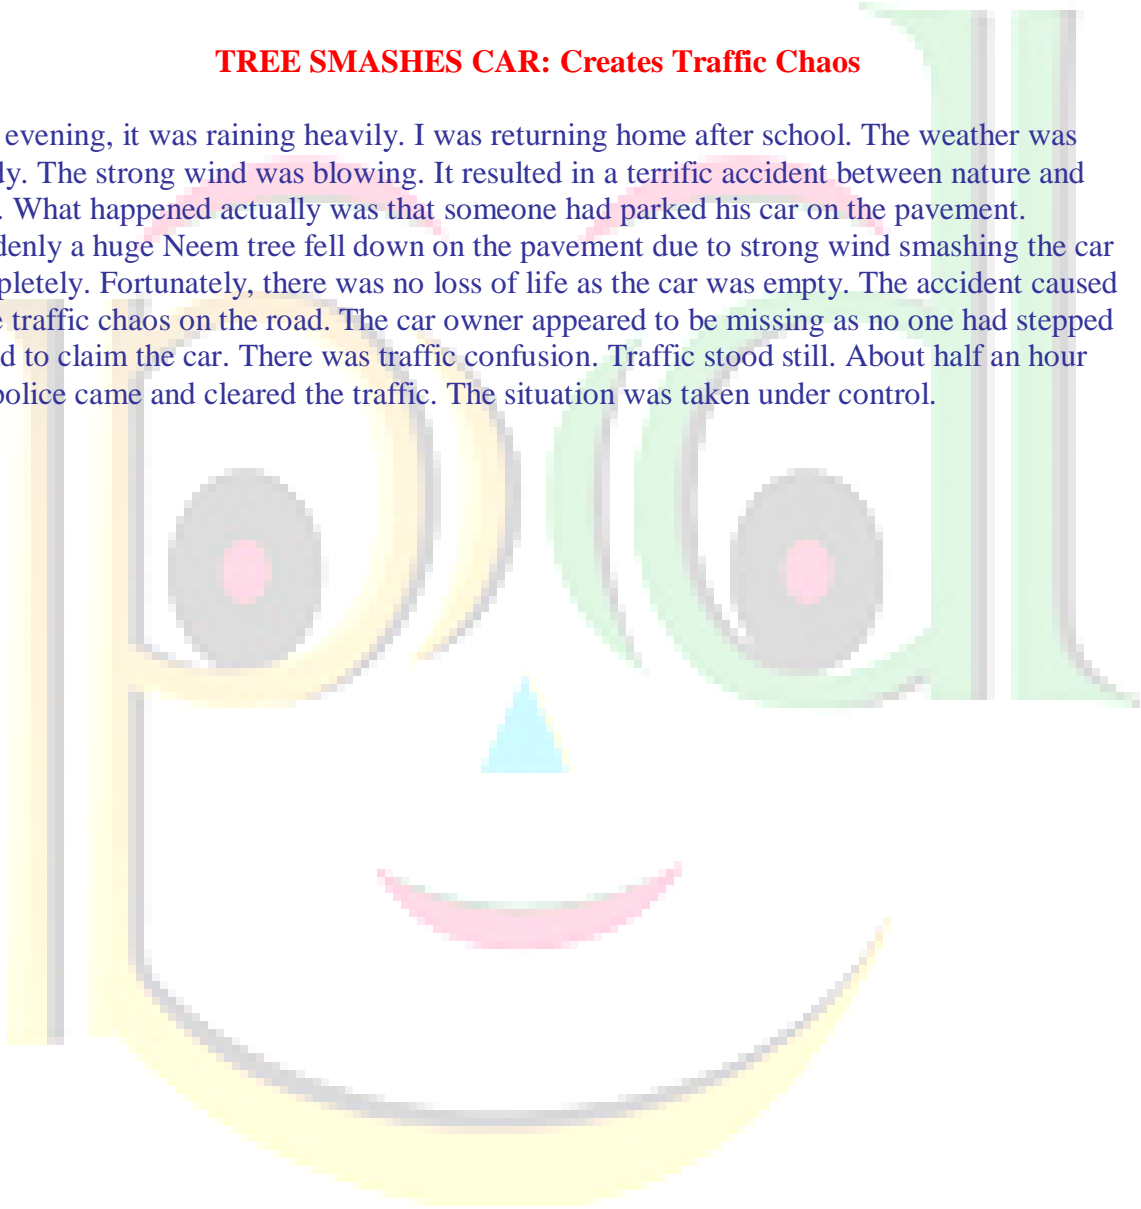 TREE SMASHES CAR: Creates Traffic Chaos
evening, it was raining heavily. I was returning home after school. The weather was
The strong wind was blowing. It resulted in a terrific accident between nature and
. What happened actually was that someone had parked his car on the pavement.
a huge Neem tree fell down on the pavement due to strong wind smashing the car
Fortunately, there was no loss of life as the car was empty. The accident caused
traffic chaos on the road. The car owner appeared to be missing as no one had stepped
to claim the car. There was traffic confusion. Traffic stood still. About half an hour
police came and cleared the traffic. The situation was taken under control.